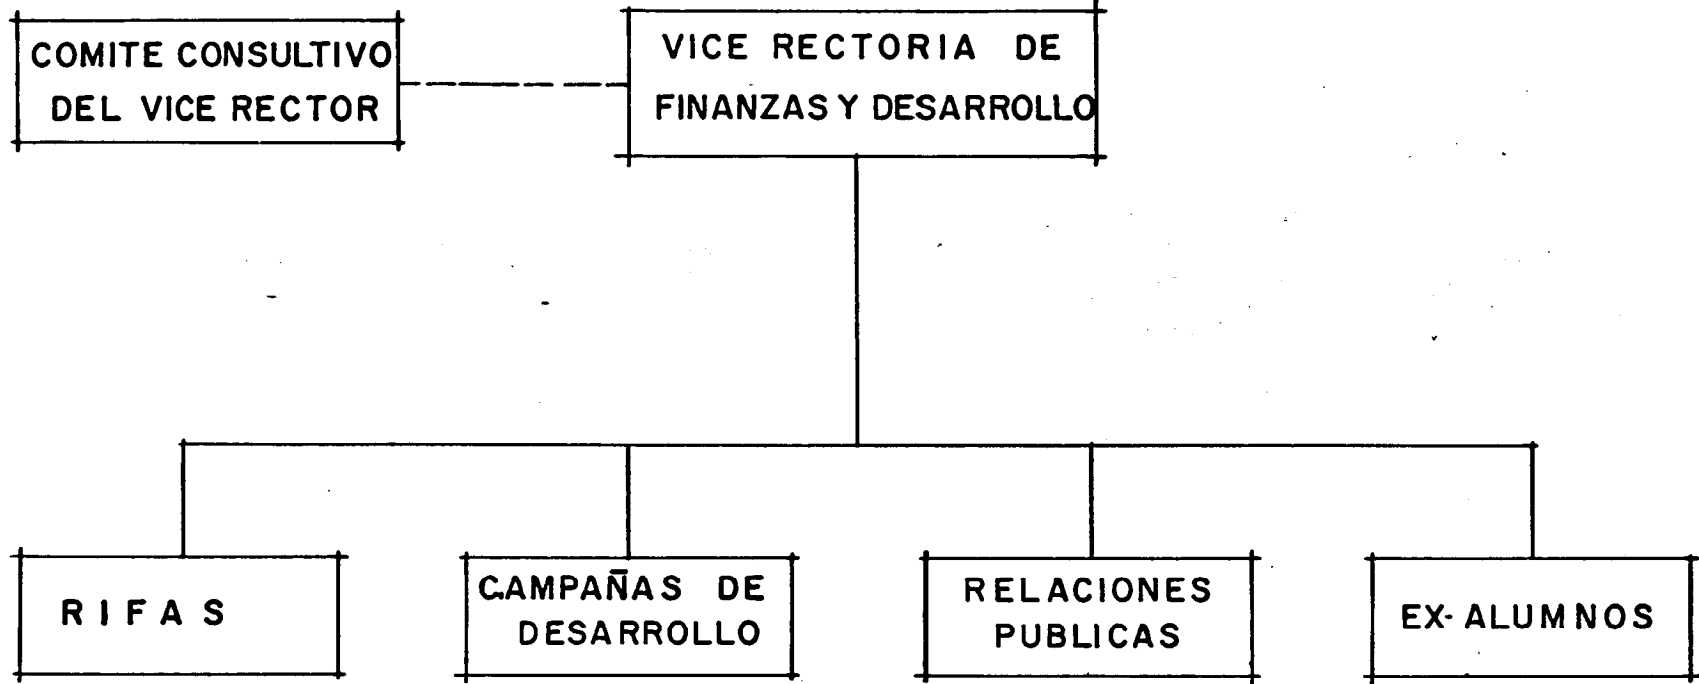 COMITE CONSULTIVO
DEL VICE RECTOR
VICE RECTORIA DE
FINANZAS Y DESARROLLO
RIFAS
CAMPAÑAS DE
DESARROLLO
RELACIONES
PUBLICAS
EX-ALUMNOS